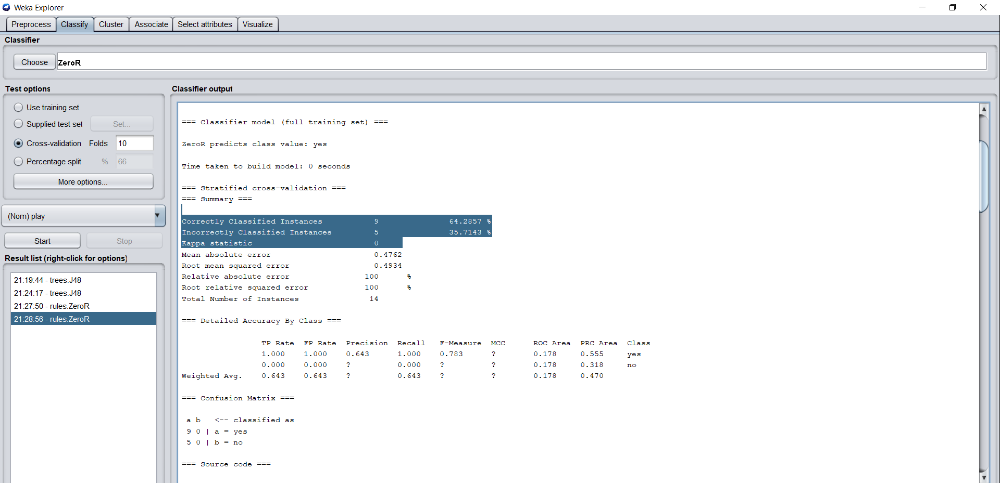 Weka Explorer
Preprocess Classify Cluster Associate Select attributes Visualize
Classifier
Choose ZeroR
Test options
Use training set
Supplied test set Set...
Cross-validation Folds 10
Percentage split % 66
More options...
(Nom) play
Start Stop
Result list (right-click for options)
21:19:44 - trees.J48
21:24:17 - trees.J48
21:27:50 - rules.ZeroR
21:28:56 - rules.ZeroR
Classifier output
=== Classifier model (full training set) ===
ZeroR predicts class value: yes
Time taken to build model: 0 seconds
=== Stratified cross-validation ===
=== Summary ===
Correctly Classified Instances 9 64.2857 %
Incorrectly Classified Instances 5 35.7143 %
Kappa statistic 0
Mean absolute error 0.4762
Root mean squared error 0.4934
Relative absolute error 100 %
Root relative squared error 100 %
Total Number of Instances 14
=== Detailed Accuracy By Class ===
TP Rate FP Rate Precision Recall F-Measure MCC ROC Area PRC Area Class
1.000 1.000 0.643 1.000 0.783 ? 0.178 0.555 yes
0.000 0.000 ? 0.000 ? ? 0.178 0.318 no
Weighted Avg. 0.643 0.643 ? 0.643 ? ? 0.178 0.470
=== Confusion Matrix ===
a b <-- classified as
9 0 | a = yes
5 0 | b = no
=== Source code ===